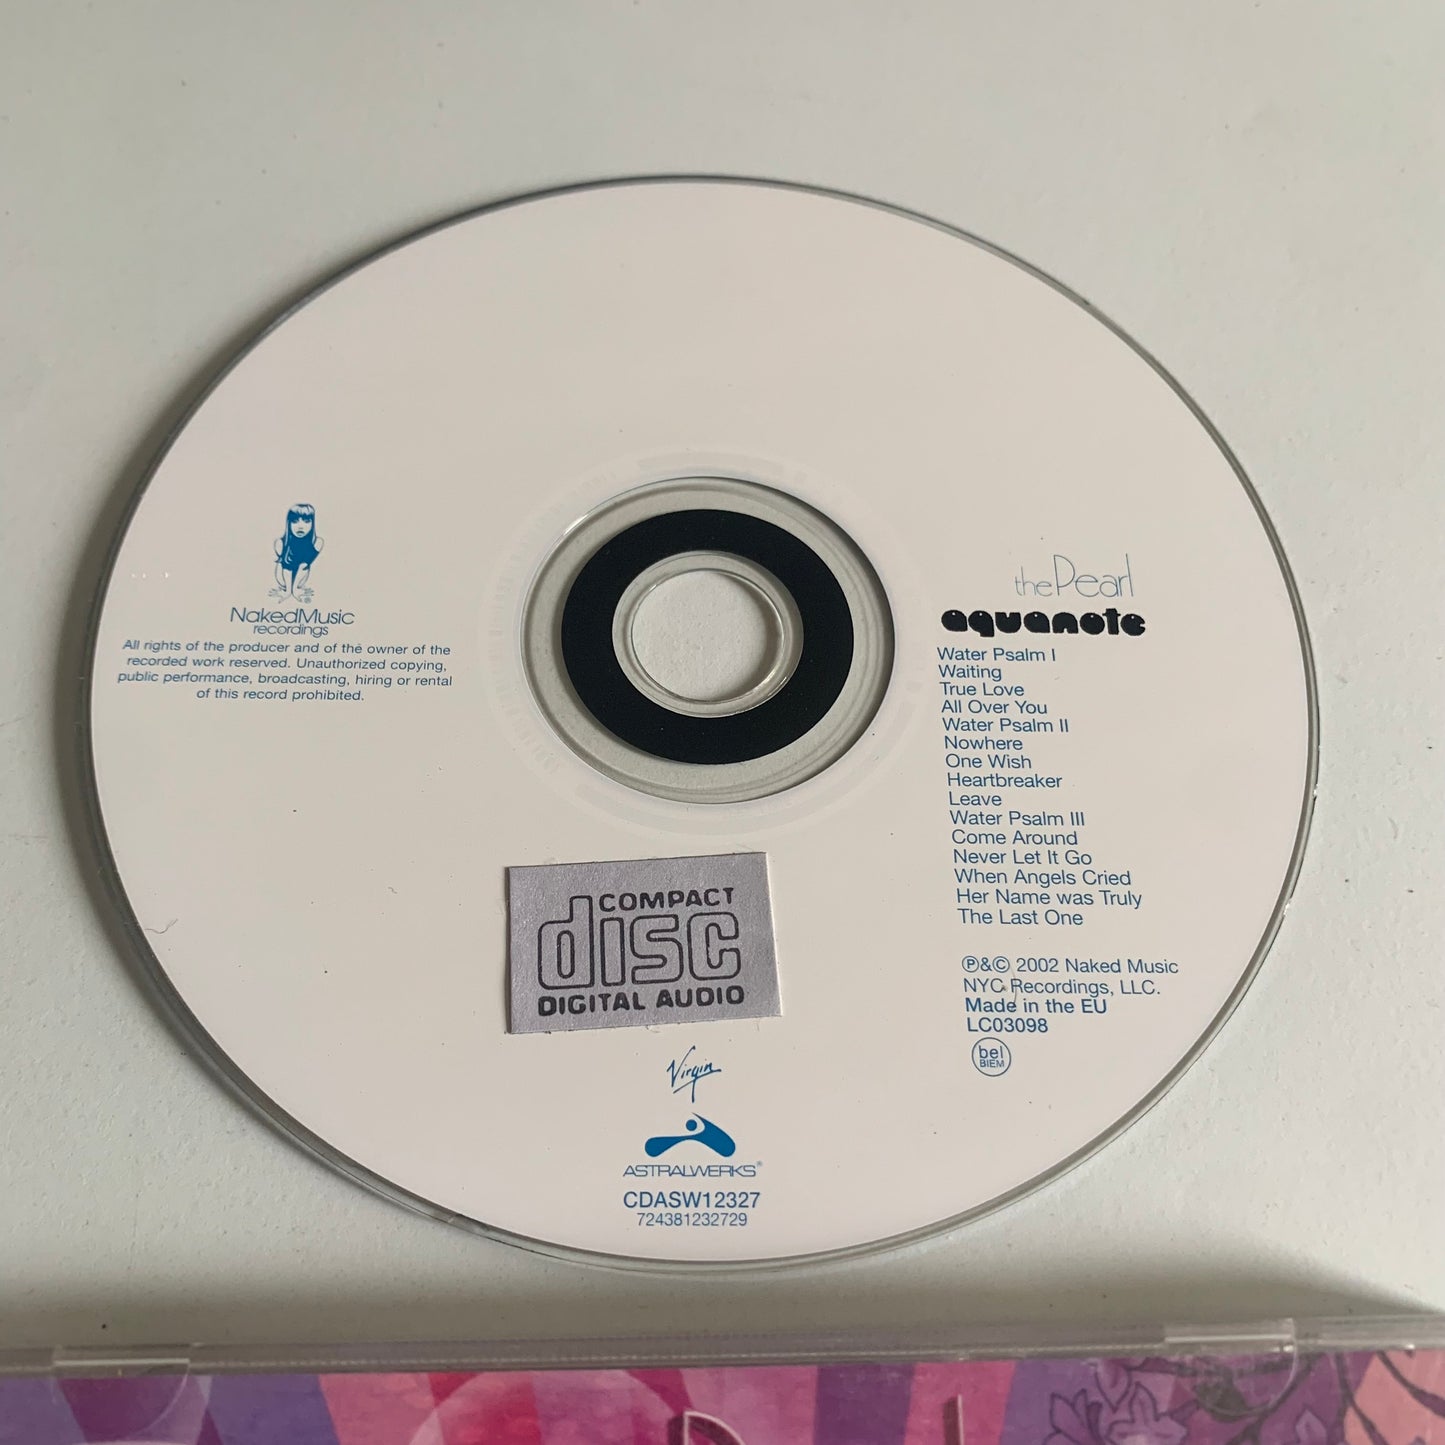 NakedMusic
recordings
All rights of the producer and of the owner of the
recorded work reserved. Unauthorized copying,
public performance, broadcasting, hiring or rental
of this record prohibited.
the Pearl
aquanote
Water Psalm I
Waiting
True Love
All Over You
Water Psalm II
Nowhere
One Wish
Heartbreaker
Leave
Water Psalm III
Come Around
Never Let It Go
When Angels Cried
Her Name was Truly
The Last One
℗&© 2002 Naked Music
NYC Recordings, LLC.
Made in the EU
LC03098
bel
BIEM
COMPACT
disc
DIGITAL AUDIO
Virgin
ASTRALWERKS®
CDASW12327
724381232729